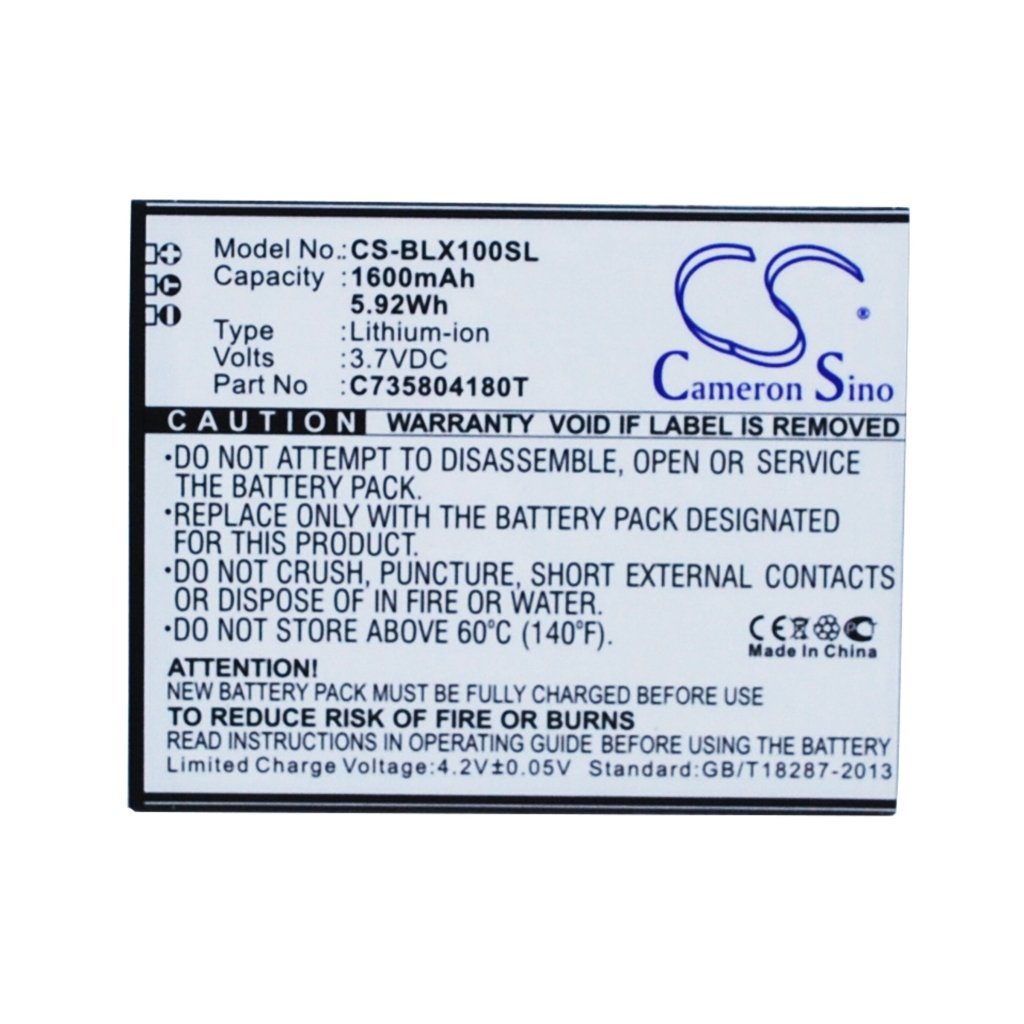 Model No.: CS-BLX100SL
Capacity : 1600mAh
5.92Wh
Type : Lithium-ion
Volts : 3.7VDC
Part No : C735804180T
CS ®
Cameron Sino
CAUTION WARRANTY VOID IF LABEL IS REMOVED
·DO NOT ATTEMPT TO DISASSEMBLE, OPEN OR SERVICE
THE BATTERY PACK.
·REPLACE ONLY WITH THE BATTERY PACK DESIGNATED
FOR THIS PRODUCT.
·DO NOT CRUSH, PUNCTURE, SHORT EXTERNAL CONTACTS
OR DISPOSE OF IN FIRE OR WATER.
·DO NOT STORE ABOVE 60°C (140°F).
CE
Made In China
ATTENTION!
NEW BATTERY PACK MUST BE FULLY CHARGED BEFORE USE
TO REDUCE RISK OF FIRE OR BURNS
READ INSTRUCTIONS IN OPERATING GUIDE BEFORE USING THE BATTERY
Limited Charge Voltage:4.2V±0.05V Standard:GB/T18287-2013